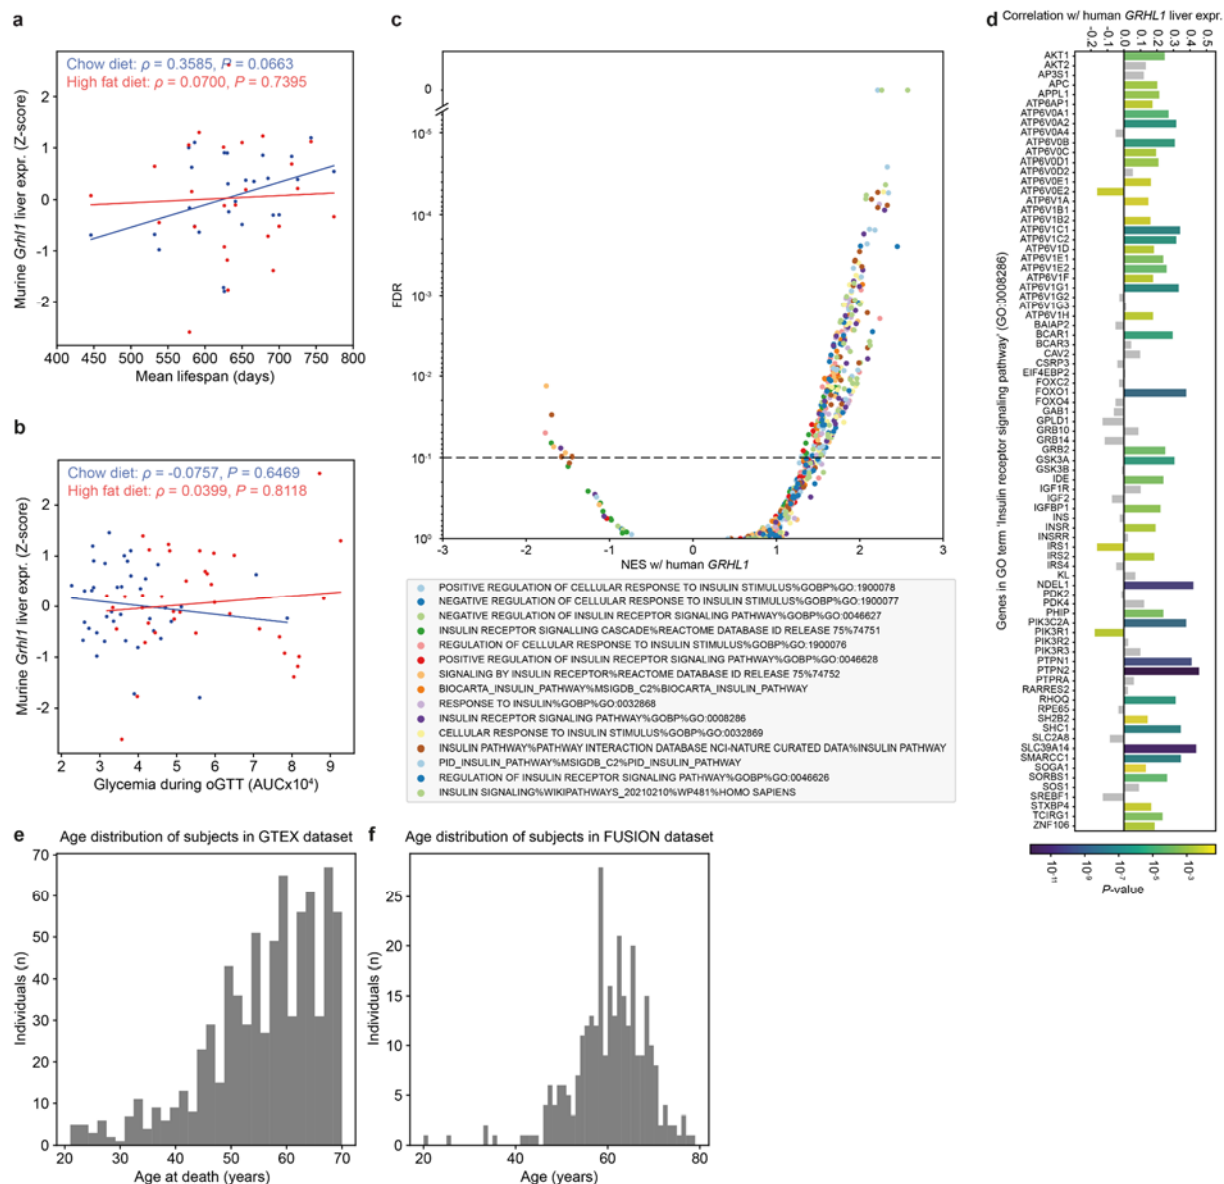 a
Chow diet: ρ = 0.3585, P = 0.0663
High fat diet: ρ = 0.0700, P = 0.7395
Murine Grhl1 liver expr. (Z-score)
2
1
0
-1
-2
400 450 500 550 600 650 700 750 800
Mean lifespan (days)
b
Chow diet: ρ = -0.0757, P = 0.6469
High fat diet: ρ = 0.0399, P = 0.8118
Murine Grhl1 liver expr. (Z-score)
2
1
0
-1
-2
2 3 4 5 6 7 8 9
Glycemia during oGTT (AUCx10⁴)
c
FDR
0
10⁻⁵
10⁻⁴
10⁻³
10⁻²
10⁻¹
10⁰
-3 -2 -1 0 1 2 3
NES w/ human GRHL1
POSITIVE REGULATION OF CELLULAR RESPONSE TO INSULIN STIMULUS%GOBP%GO:1900078
NEGATIVE REGULATION OF CELLULAR RESPONSE TO INSULIN STIMULUS%GOBP%GO:1900077
NEGATIVE REGULATION OF INSULIN RECEPTOR SIGNALING PATHWAY%GOBP%GO:0046627
INSULIN RECEPTOR SIGNALLING CASCADE%REACTOME DATABASE ID RELEASE 75%74751
REGULATION OF CELLULAR RESPONSE TO INSULIN STIMULUS%GOBP%GO:1900076
POSITIVE REGULATION OF INSULIN RECEPTOR SIGNALING PATHWAY%GOBP%GO:0046628
SIGNALING BY INSULIN RECEPTOR%REACTOME DATABASE ID RELEASE 75%74752
BIOCARTA_INSULIN_PATHWAY%MSIGDB_C2%BIOCARTA_INSULIN_PATHWAY
RESPONSE TO INSULIN%GOBP%GO:0032868
INSULIN RECEPTOR SIGNALING PATHWAY%GOBP%GO:0008286
CELLULAR RESPONSE TO INSULIN STIMULUS%GOBP%GO:0032869
INSULIN PATHWAY%PATHWAY INTERACTION DATABASE NCI-NATURE CURATED DATA%INSULIN PATHWAY
PID_INSULIN_PATHWAY%MSIGDB_C2%PID_INSULIN_PATHWAY
REGULATION OF INSULIN RECEPTOR SIGNALING PATHWAY%GOBP%GO:0046626
INSULIN SIGNALING%WIKIPATHWAYS_20210210%WP481%HOMO SAPIENS
d
Correlation w/ human GRHL1 liver expr.
-0.2 -0.1 0.0 0.1 0.2 0.3 0.4 0.5
Genes in GO term 'Insulin receptor signaling pathway' (GO:0008286)
AKT1
AKT2
AP3S1
APC
APPL1
ATP6AP1
ATP6V0A1
ATP6V0A2
ATP6V0A4
ATP6V0B
ATP6V0C
ATP6V0D1
ATP6V0D2
ATP6V0E1
ATP6V0E2
ATP6V1A
ATP6V1B1
ATP6V1B2
ATP6V1C1
ATP6V1C2
ATP6V1D
ATP6V1E1
ATP6V1E2
ATP6V1F
ATP6V1G1
ATP6V1G2
ATP6V1G3
ATP6V1H
BAIAP2
BCAR1
BCAR3
CAV2
CSRP3
EIF4EBP2
FOXC2
FOXO1
FOXO4
GAB1
GPLD1
GRB10
GRB14
GRB2
GSK3A
GSK3B
IDE
IGF1R
IGF2
IGFBP1
INS
INSR
INSRR
IRS1
IRS2
IRS4
KL
NDEL1
PDK2
PDK4
PHIP
PIK3C2A
PIK3R1
PIK3R2
PIK3R3
PTPN1
PTPN2
PTPRA
RARRES2
RHOQ
RPE65
SH2B2
SHC1
SLC2A8
SLC39A14
SMARCC1
SOGA1
SORBS1
SOS1
SREBF1
STXBP4
TCIRG1
ZNF106
10⁻¹¹ 10⁻⁹ 10⁻⁷ 10⁻⁵ 10⁻³
P-value
e
Age distribution of subjects in GTEX dataset
Individuals (n)
70
60
50
40
30
20
10
0
20 30 40 50 60 70
Age at death (years)
f
Age distribution of subjects in FUSION dataset
Individuals (n)
25
20
15
10
5
0
20 40 60 80
Age (years)